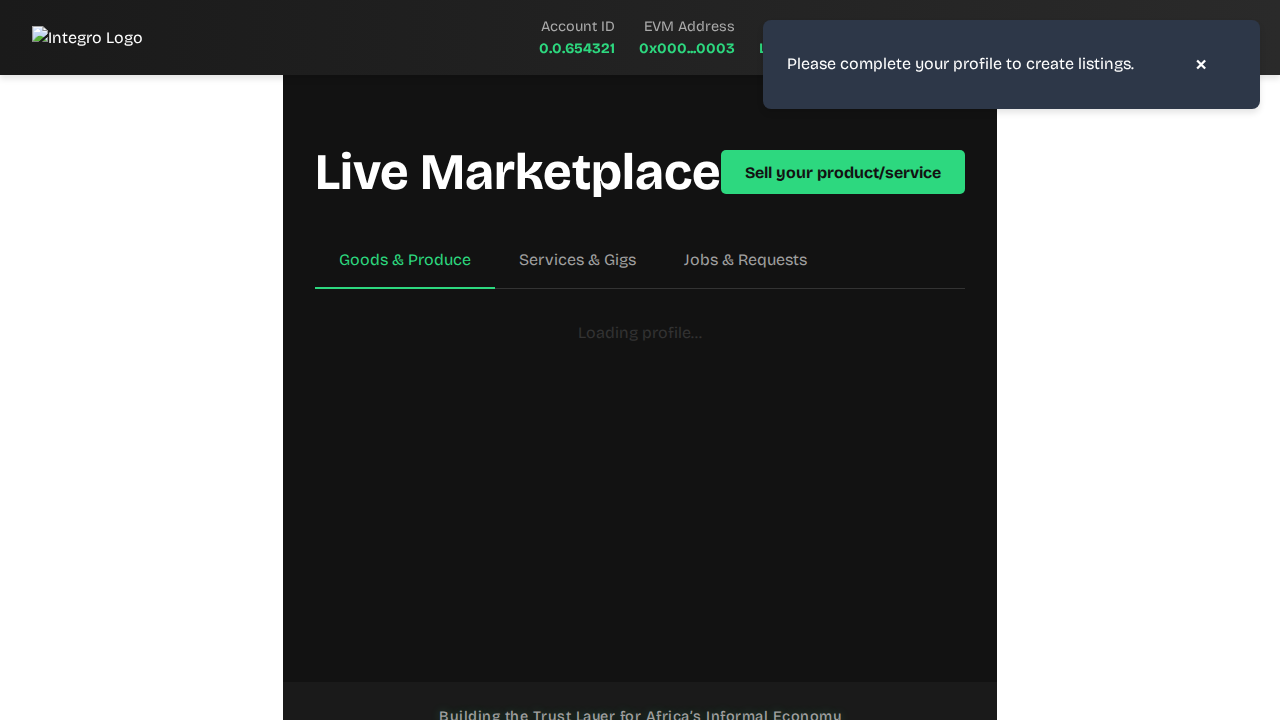 Integro Logo
Account ID
0.0.654321
EVM Address
0x000...0003
Please complete your profile to create listings.
×
Live Marketplace
Sell your product/service
Goods & Produce
Services & Gigs
Jobs & Requests
Loading profile...
Building the Trust Layer for Africa's Informal Economy